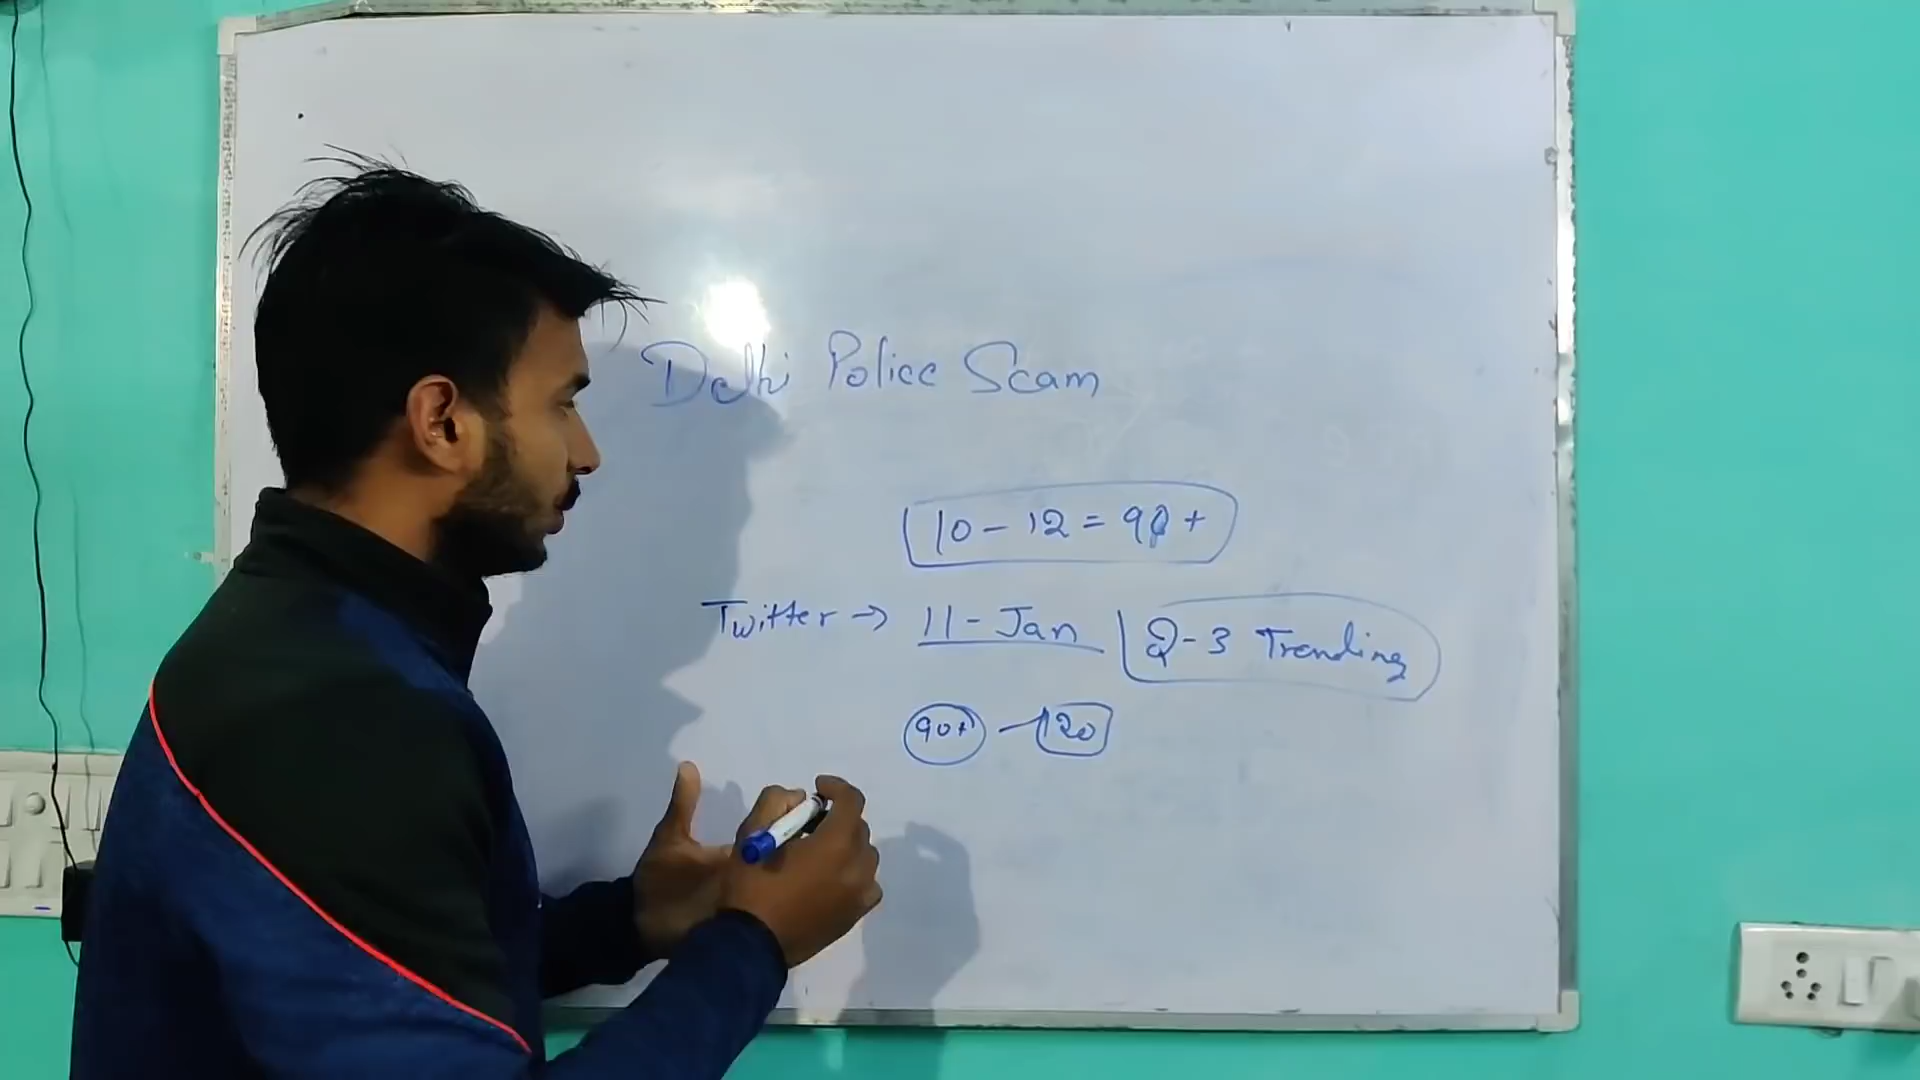 Delhi Police Scam
10 - 12 = 90+
Twitter → 11 - Jan 2-3 Trending
90+ - 120